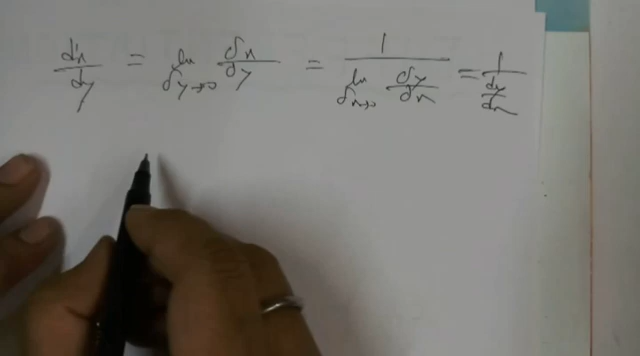 dx/dy = lim δy→0 δx/δy = 1/(lim δx→0 δy/δx) = 1/(dy/dx)